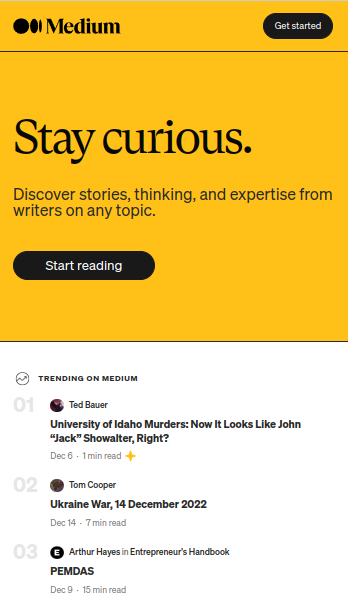 Medium
Get started
Stay curious.
Discover stories, thinking, and expertise from
writers on any topic.
Start reading
TRENDING ON MEDIUM
01
Ted Bauer
University of Idaho Murders: Now It Looks Like John
“Jack” Showalter, Right?
Dec 6 · 1 min read
02
Tom Cooper
Ukraine War, 14 December 2022
Dec 14 · 7 min read
03
E
Arthur Hayes in Entrepreneur's Handbook
PEMDAS
Dec 9 · 15 min read